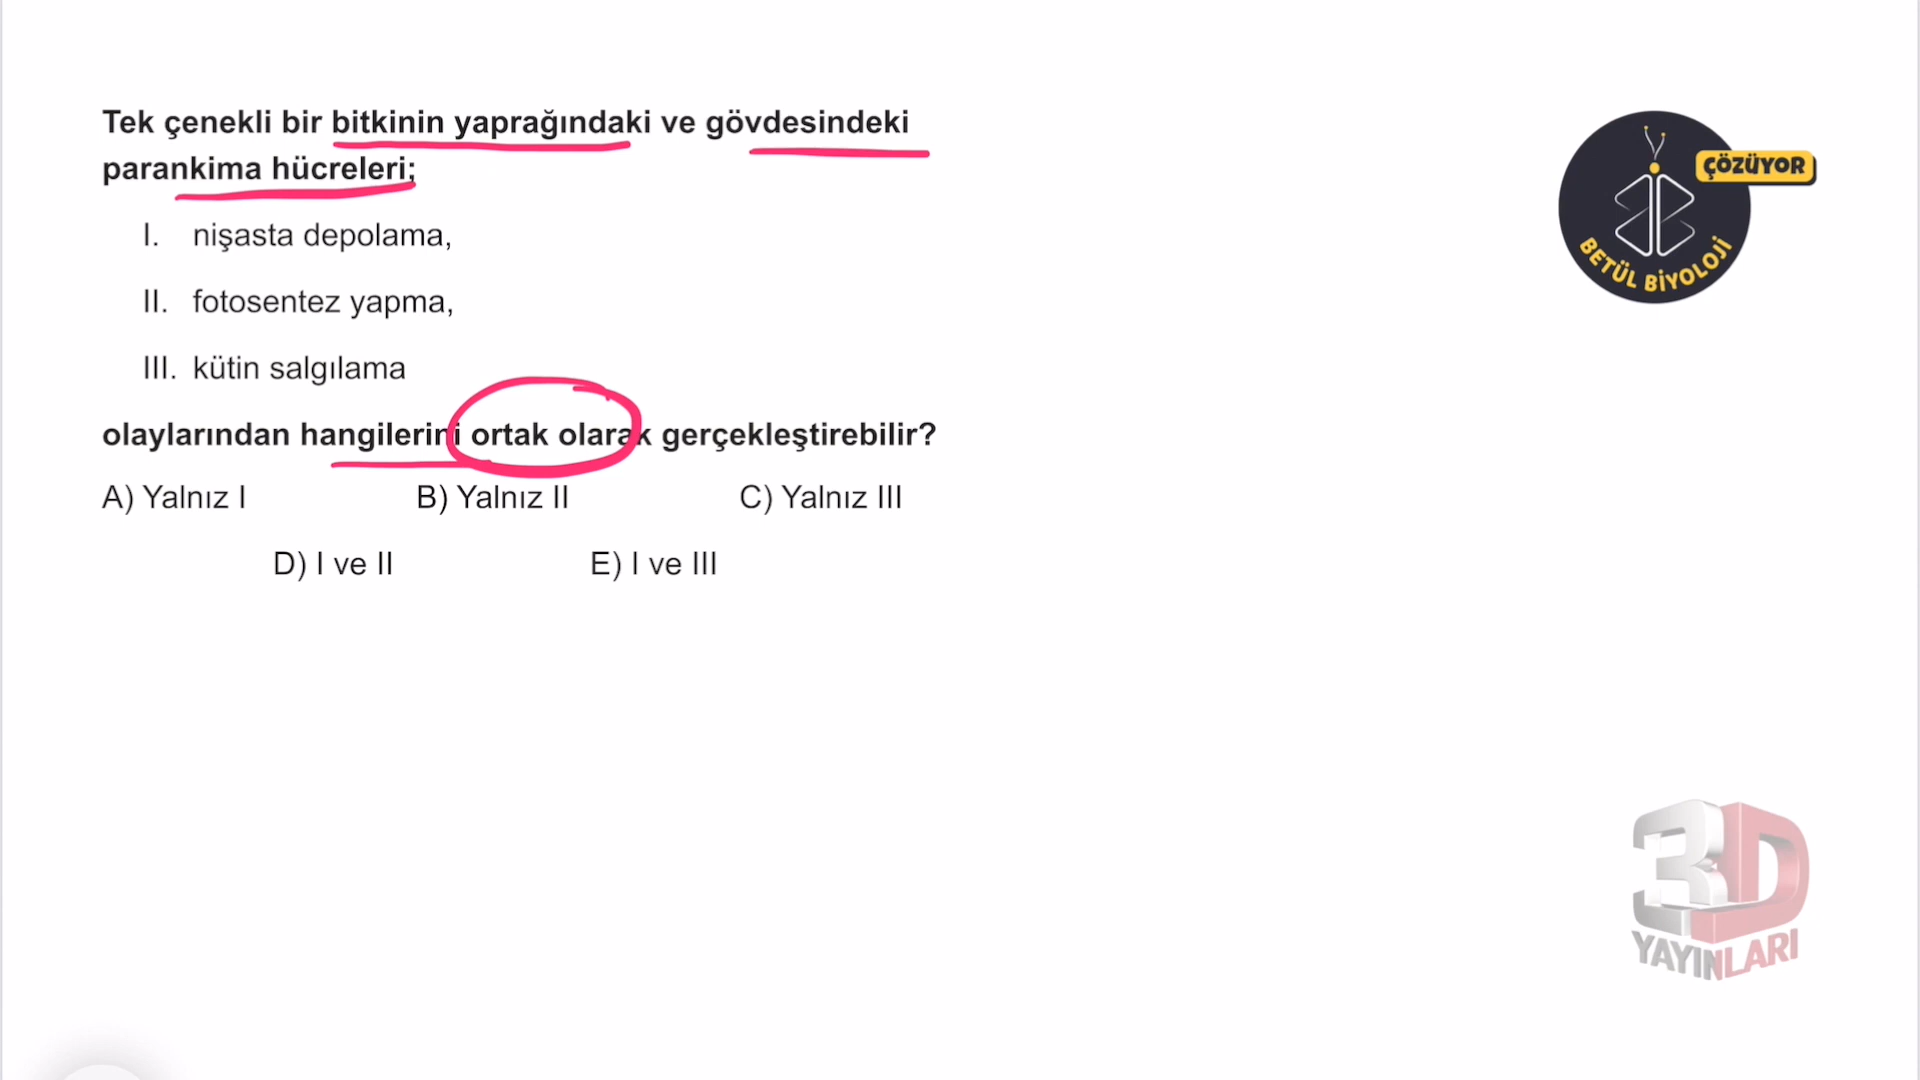 Tek çenekli bir bitkinin yaprağındaki ve gövdesindeki
parankima hücreleri;
I. nişasta depolama,
II. fotosentez yapma,
III. kütin salgılama
olaylarından hangilerini ortak olarak gerçekleştirebilir?
A) Yalnız I B) Yalnız II C) Yalnız III
D) I ve II E) I ve III
ÇÖZÜYOR
BETÜL BİYOLOJİ
3D
YAYINLARI